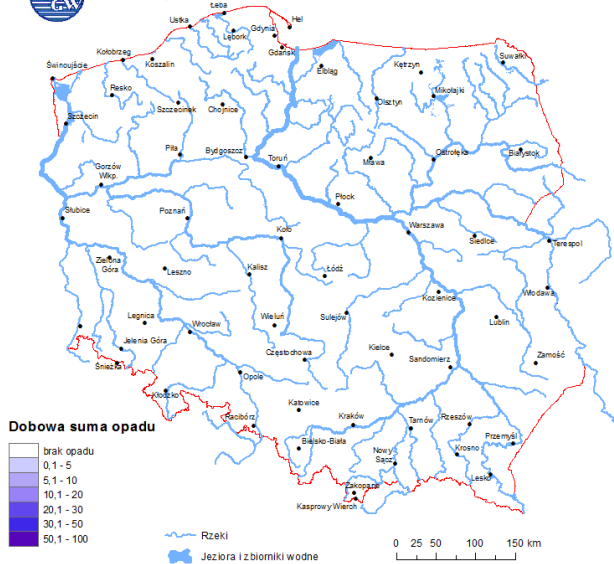 GW
Łeba
Ustka
Hel
Lębork
Gdynia
Gdańsk
Suwałki
Kołobrzeg
Koszalin
Elbląg
Kętrzyn
Świnoujście
Resko
Mikołajki
Olsztyn
Szczecinek
Chojnice
Szczecin
Piła
Bydgoszcz
Toruń
Mława
Ostrołęka
Białystok
Gorzów
Wlkp.
Płock
Słubice
Poznań
Koło
Warszawa
Siedlce
Terespol
Zielona
Góra
Leszno
Kalisz
Łódź
Kozienice
Włodawa
Legnica
Wrocław
Wieluń
Sulejów
Lublin
Jelenia Góra
Śnieżka
Częstochowa
Kielce
Sandomierz
Zamość
Opole
Kłodzko
Katowice
Racibórz
Kraków
Tarnów
Rzeszów
Bielsko-Biała
Przemyśl
Nowy
Sącz
Krosno
Lesko
Zakopane
Kasprowy Wierch
Dobowa suma opadu
brak opadu
0,1 - 5
5,1 - 10
10,1 - 20
20,1 - 30
30,1 - 50
50,1 - 100
Rzeki
Jeziora i zbiorniki wodne
0 25 50 100 150 km